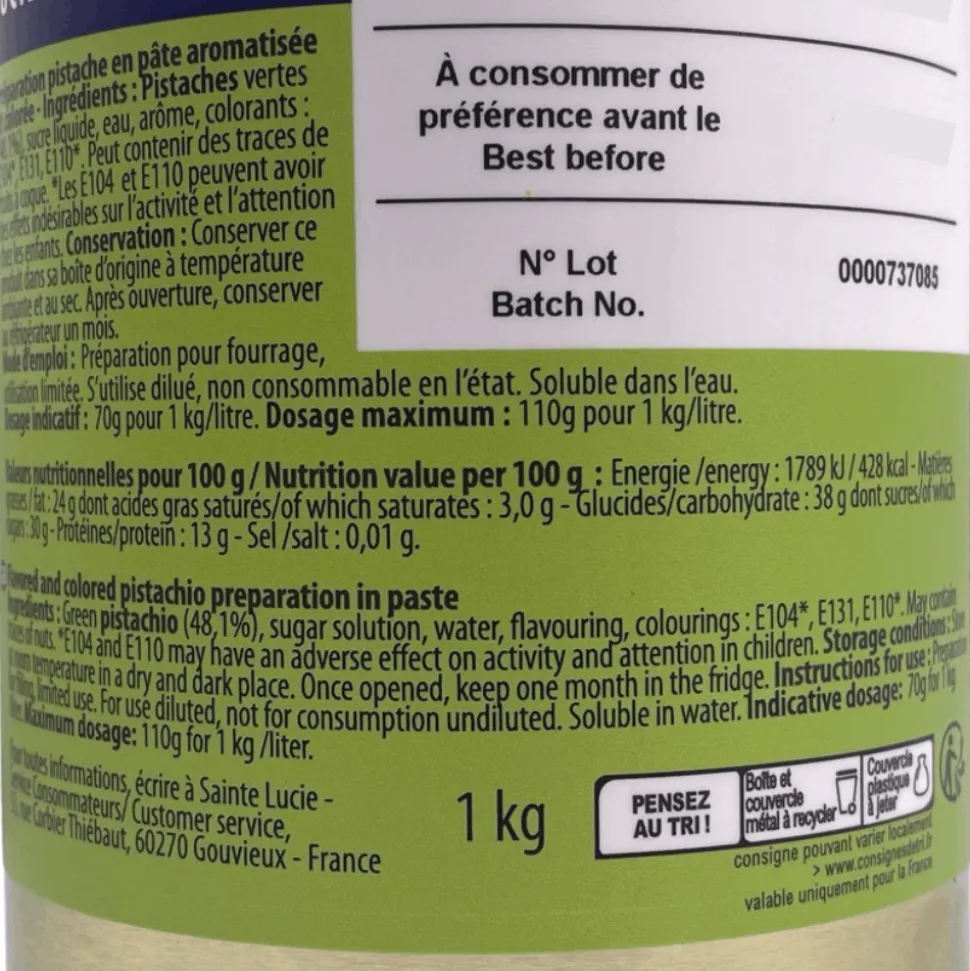 pistache en pâte aromatisée
Ingrédients : Pistaches vertes
sucre liquide, eau, arôme, colorants :
E131, E110*. Peut contenir des traces de
à coque. *Les E104 et E110 peuvent avoir
effets indésirables sur l'activité et l'attention
les enfants. Conservation : Conserver ce
dans sa boîte d'origine à température
et au sec. Après ouverture, conserver
réfrigérateur un mois.
d'emploi : Préparation pour fourrage,
limitée. S'utilise dilué, non consommable en l'état. Soluble dans l'eau.
indicatif : 70g pour 1 kg/litre. Dosage maximum : 110g pour 1 kg/litre.
À consommer de
préférence avant le
Best before
N° Lot 0000737085
Batch No.
nutritionnelles pour 100 g / Nutrition value per 100 g : Energie /energy : 1789 kJ / 428 kcal - Matières
/ fat : 24 g dont acides gras saturés/of which saturates : 3,0 g - Glucides/carbohydrate : 38 g dont sucres/of which
: 30 g - Protéines/protein : 13 g - Sel /salt : 0,01 g.
and colored pistachio preparation in paste
: Green pistachio (48,1%), sugar solution, water, flavouring, colourings : E104*, E131, E110*. May contain
of nuts. *E104 and E110 may have an adverse effect on activity and attention in children. Storage conditions :
temperature in a dry and dark place. Once opened, keep one month in the fridge. Instructions for use :
limited use. For use diluted, not for consumption undiluted. Soluble in water. Indicative dosage: 70g for 1kg
Maximum dosage: 110g for 1 kg /liter.
toutes informations, écrire à Sainte Lucie -
Consommateurs/ Customer service,
rue Corbier Thiébaut, 60270 Gouvieux - France
1 kg
PENSEZ
AU TRI !
Boîte et
couvercle
métal à recycler
Couvercle
plastique
à jeter
consigne pouvant varier localement
> www.consignesdetri.fr
valable uniquement pour la France